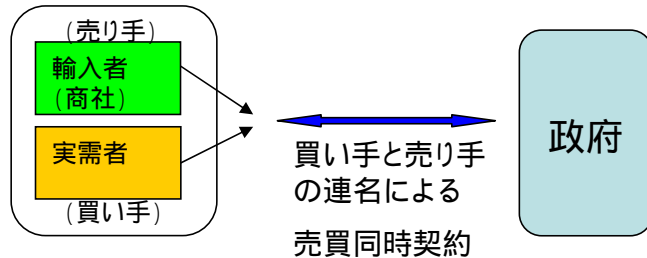 (売り手)
輸入者
(商社)
実需者
(買い手)
買い手と売り手
の連名による
売買同時契約
政府